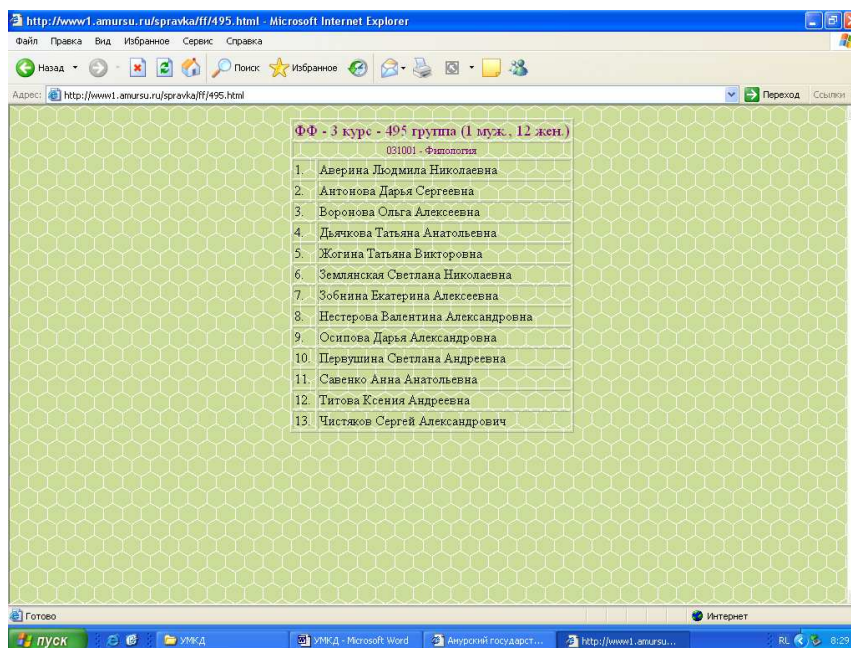 http://www1.amursu.ru/spravka/ff/495.html - Microsoft Internet Explorer
Файл Правка Вид Избранное Сервис Справка
Назад Поиск Избранное
Адрес: http://www1.amursu.ru/spravka/ff/495.html Переход Ссылки
ФФ - 3 курс - 495 группа (1 муж., 12 жен.)
031001 - Филология
1. Аверина Людмила Николаевна
2. Антонова Дарья Сергеевна
3. Воронова Ольга Алексеевна
4. Дьячкова Татьяна Анатольевна
5. Жогина Татьяна Викторовна
6. Землянская Светлана Николаевна
7. Зобнина Екатерина Алексеевна
8. Нестерова Валентина Александровна
9. Осипова Дарья Александровна
10. Первушина Светлана Андреевна
11. Савенко Анна Анатольевна
12. Титова Ксения Андреевна
13. Чистяков Сергей Александрович
Готово Интернет
пуск УМКД УМКД - Microsoft Word Амурский государст... http://www1.amursu... RL 8:29